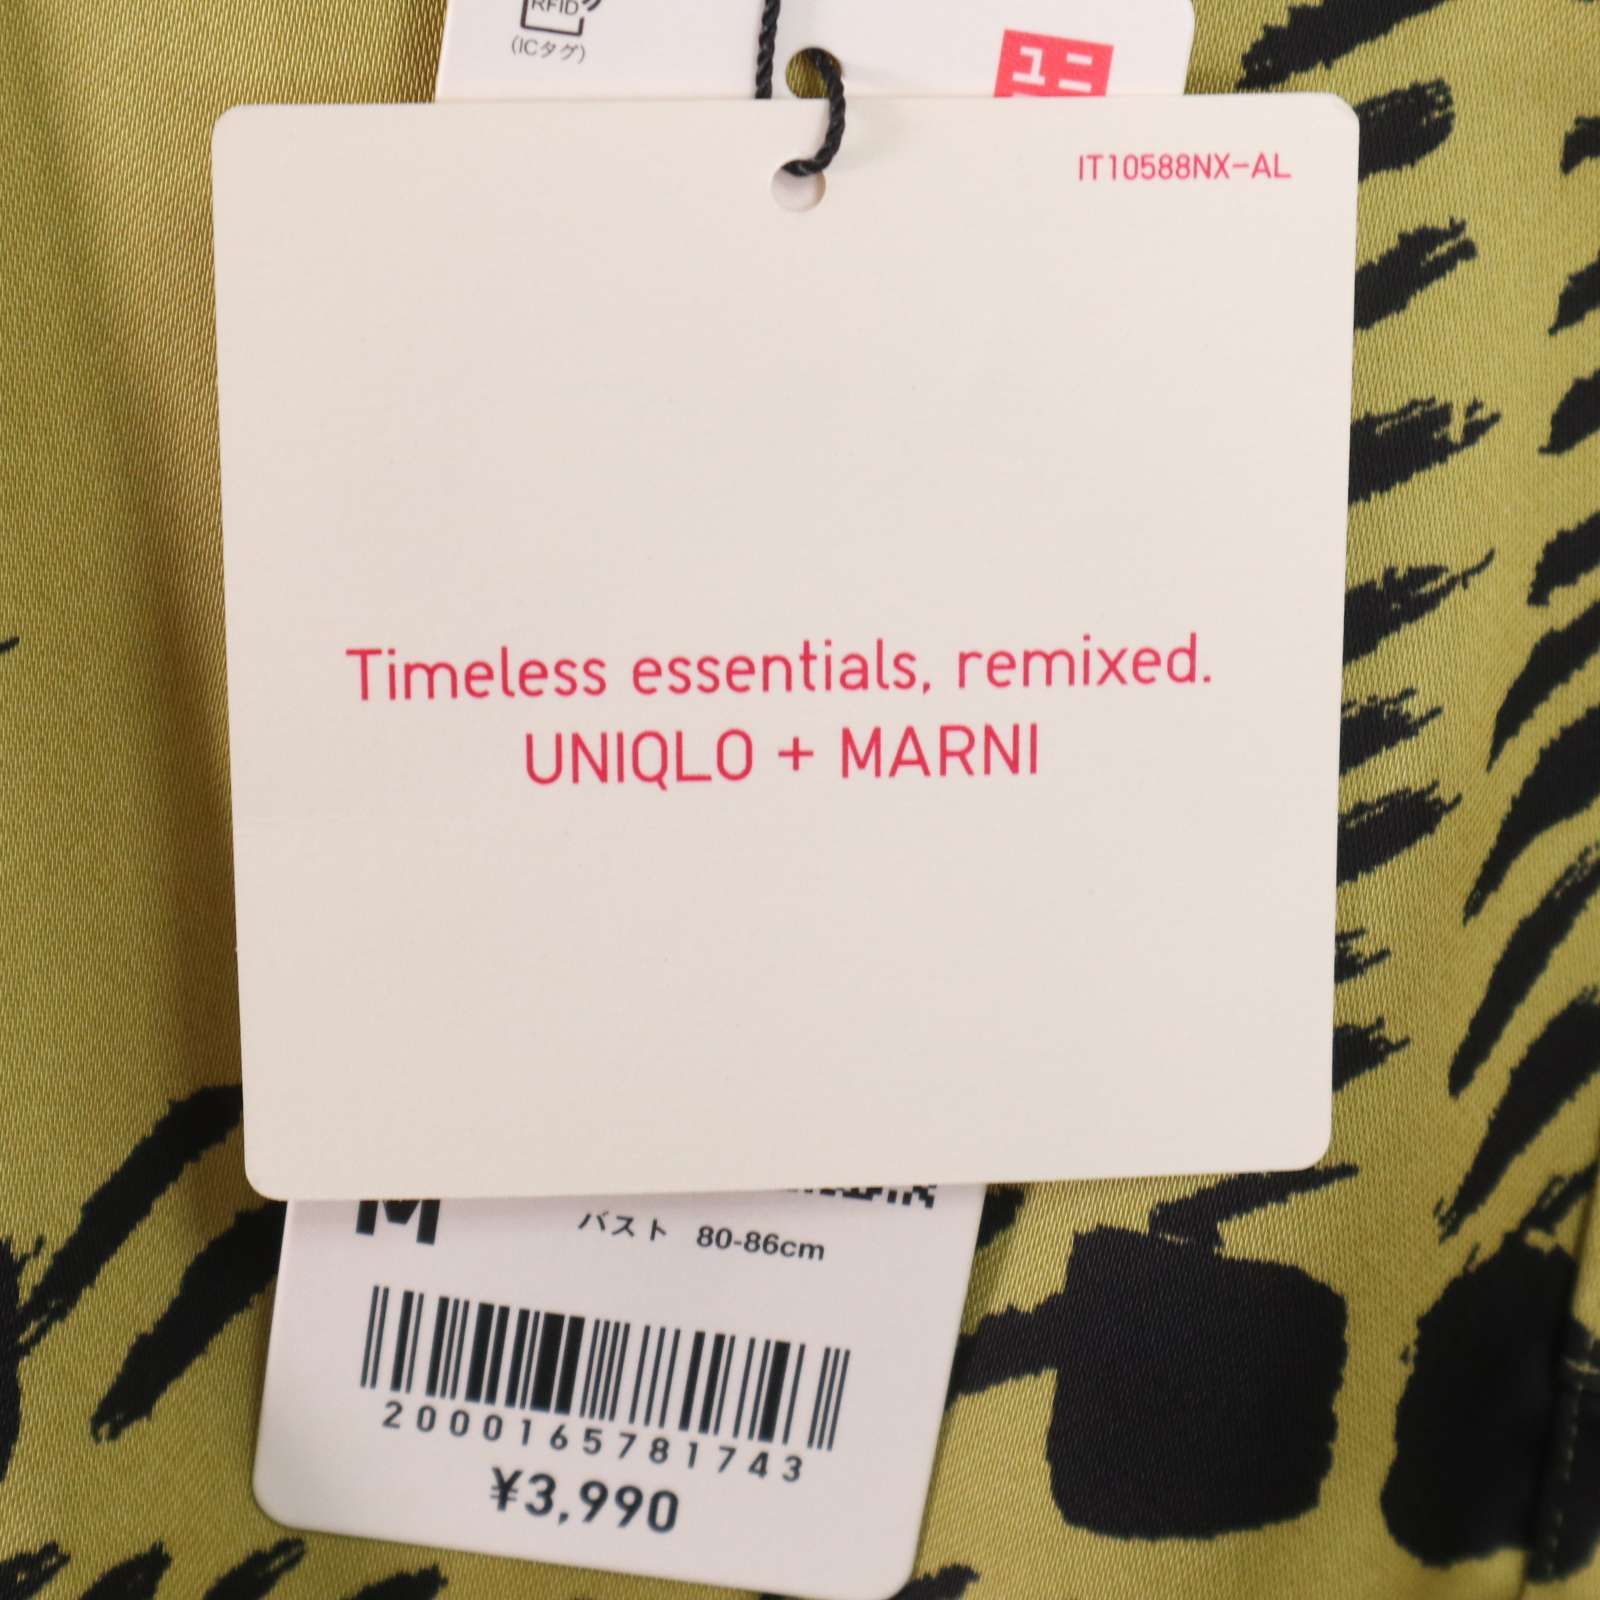 RFID
(ICタグ)
ユニ
IT10588NX-AL
Timeless essentials, remixed.
UNIQLO + MARNI
M
バスト 80-86cm
2000165781743
¥3,990